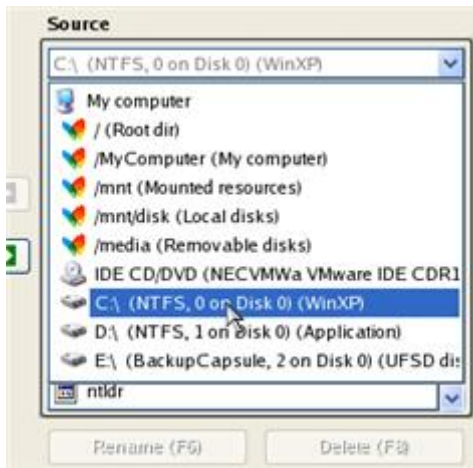 Source
C:\ (NTFS, 0 on Disk 0) (WinXP)
My computer
/ (Root dir)
/MyComputer (My computer)
/mnt (Mounted resources)
/mnt/disk (Local disks)
/media (Removable disks)
IDE CD/DVD (NECVMWa VMware IDE CDR1
C:\ (NTFS, 0 on Disk 0) (WinXP)
D:\ (NTFS, 1 on Disk 0) (Application)
E:\ (BackupCapsule, 2 on Disk 0) (UFSD dis
ntldr
Rename (F6) Delete (F8)